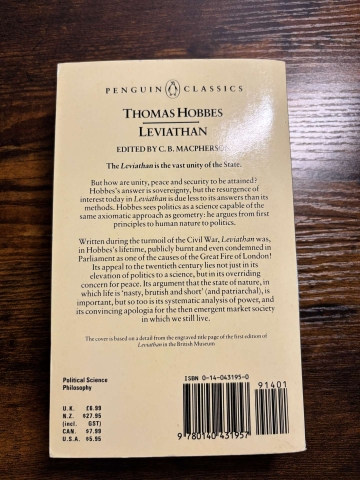 PENGUIN CLASSICS
THOMAS HOBBES
LEVIATHAN
EDITED BY C. B. MACPHERSON
The Leviathan is the vast unity of the State.
But how are unity, peace and security to be attained?
Hobbes's answer is sovereignty, but the resurgence of
interest today in Leviathan is due less to its answers than its
methods. Hobbes sees politics as a science capable of the
same axiomatic approach as geometry: he argues from first
principles to human nature to politics.
Written during the turmoil of the Civil War, Leviathan was,
in Hobbes's lifetime, publicly burnt and even condemned in
Parliament as one of the causes of the Great Fire of London!
Its appeal to the twentieth century lies not just in its
elevation of politics to a science, but in its overriding
concern for peace. Its argument that the state of nature, in
which life is 'nasty, brutish and short' (and patriarchal), is
important, but so too is its systematic analysis of power, and
its convincing apologia for the then emergent market society
in which we still live.
The cover is based on a detail from the engraved title page of the first edition of
Leviathan in the British Museum
Political Science
Philosophy
U.K. £6.99
N.Z. $27.95
(incl. GST)
CAN. $7.99
U.S.A. $5.95
ISBN 0-14-043195-0
91401
9 780140 431957